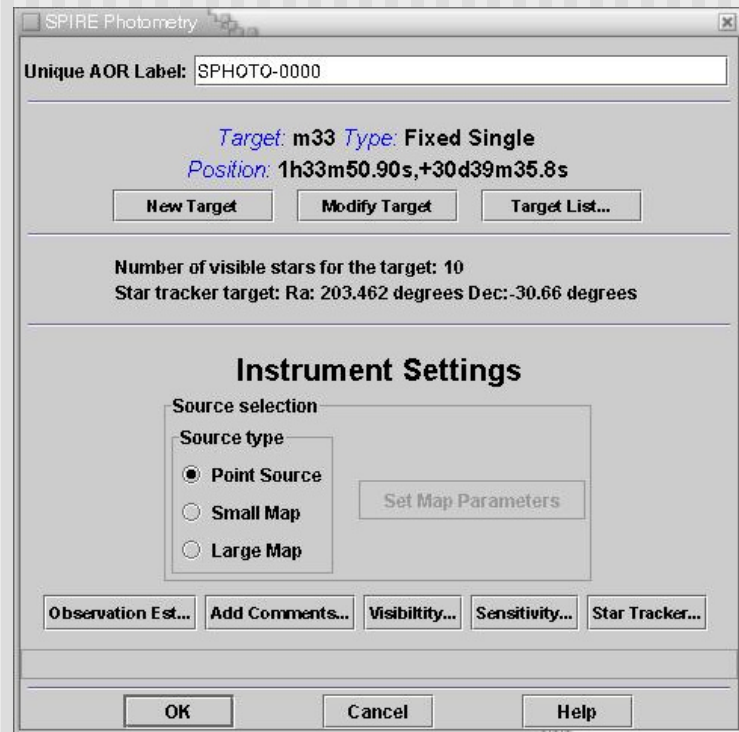 SPIRE Photometry
Unique AOR Label: SPHOTO-0000
Target: m33 Type: Fixed Single
Position: 1h33m50.90s,+30d39m35.8s
New Target Modify Target Target List...
Number of visible stars for the target: 10
Star tracker target: Ra: 203.462 degrees Dec:-30.66 degrees
Instrument Settings
Source selection
Source type
Point Source
Set Map Parameters
Small Map
Large Map
Observation Est... Add Comments... Visibiltity... Sensitivity... Star Tracker...
OK Cancel Help